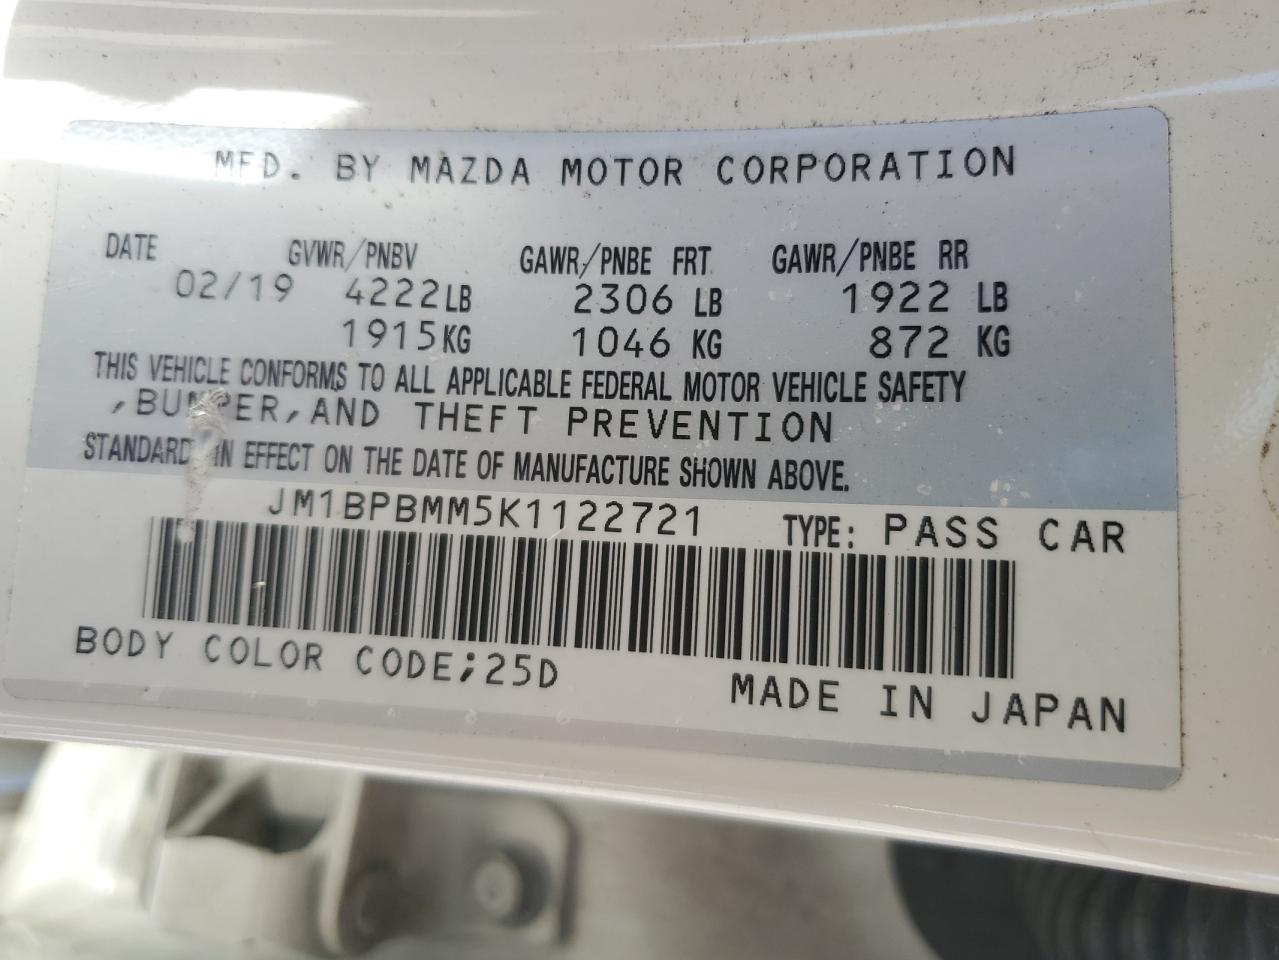 MFD. BY MAZDA MOTOR CORPORATION
DATE GVWR/PNBV GAWR/PNBE FRT GAWR/PNBE RR
02/19 4222LB 2306 LB 1922 LB
1915KG 1046 KG 872 KG
THIS VEHICLE CONFORMS TO ALL APPLICABLE FEDERAL MOTOR VEHICLE SAFETY
,BUMPER,AND THEFT PREVENTION
STANDARD IN EFFECT ON THE DATE OF MANUFACTURE SHOWN ABOVE.
JM1BPBMM5K1122721 TYPE: PASS CAR
BODY COLOR CODE;25D
MADE IN JAPAN